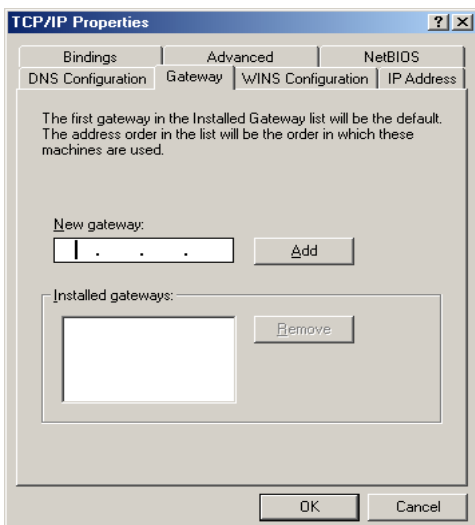 TCP/IP Properties ? ×
Bindings Advanced NetBIOS
DNS Configuration Gateway WINS Configuration IP Address
The first gateway in the Installed Gateway list will be the default.
The address order in the list will be the order in which these
machines are used.
New gateway:
. . .
Add
Installed gateways:
Remove
OK Cancel